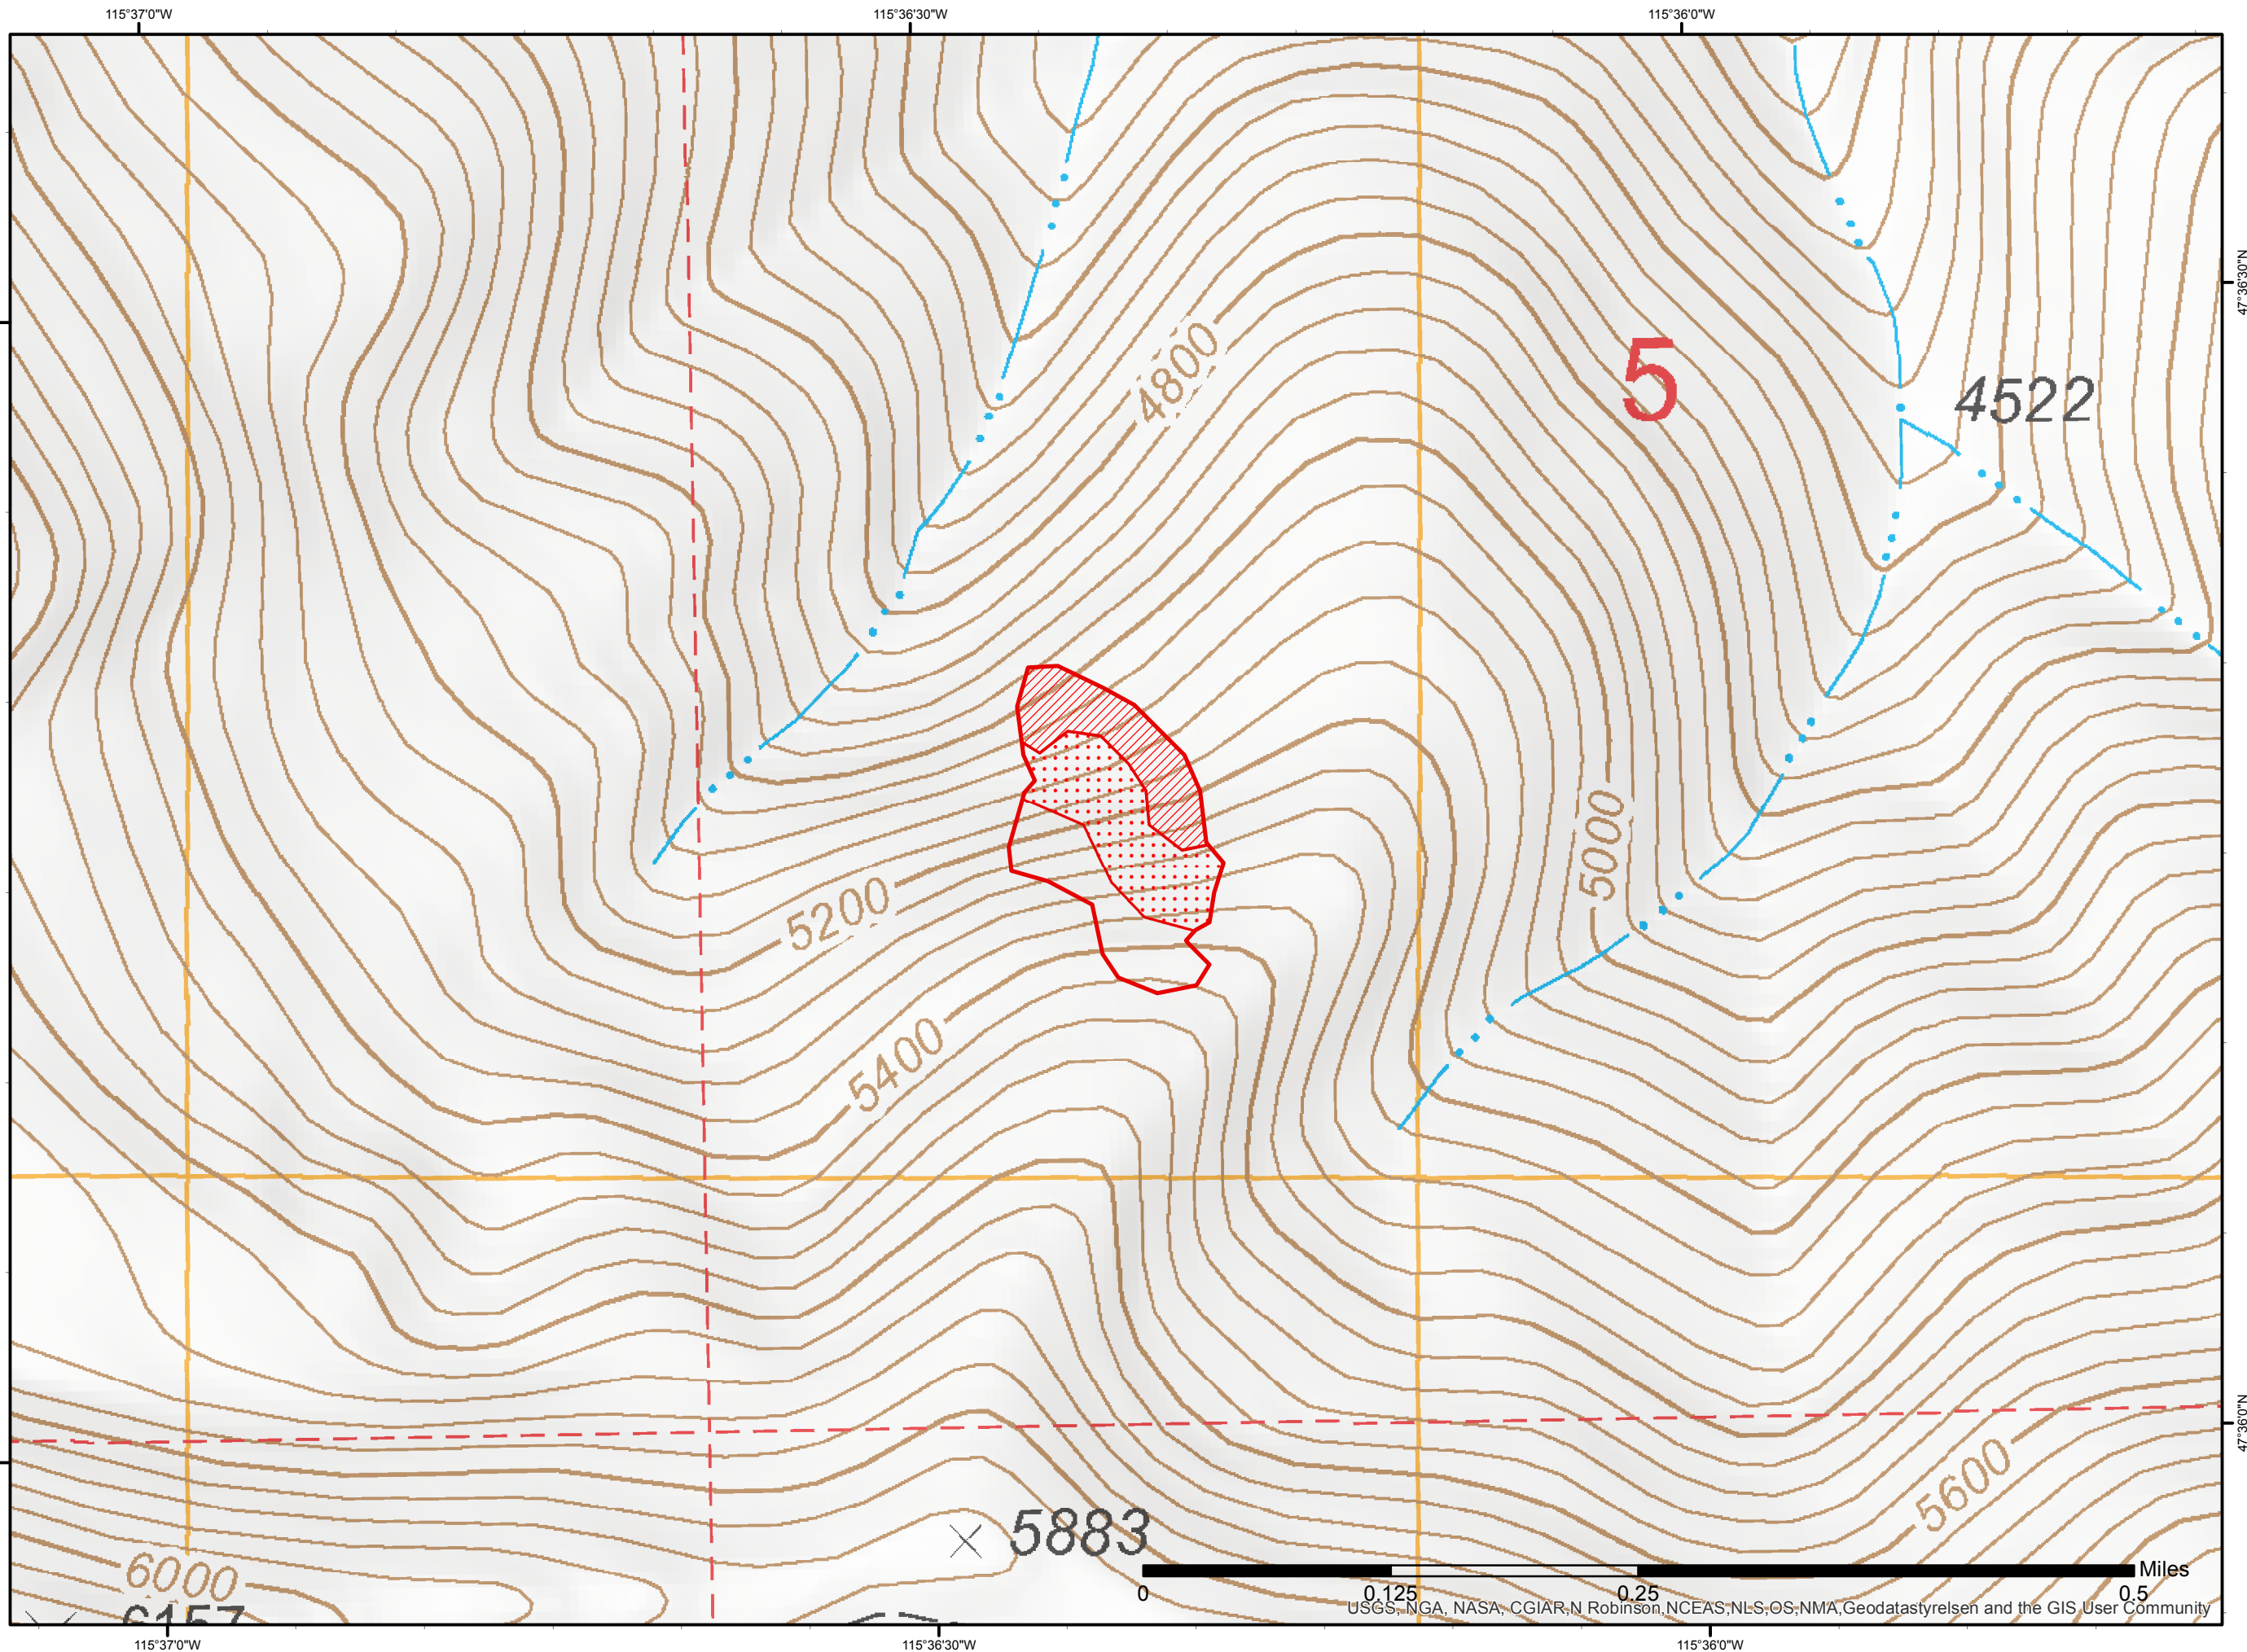 115°37'0"W
115°36'30"W
115°36'0"W
47°36'30"N
4800
5
4522
5000
5200
5400
47°36'0"N
5600
5883
6000
6157
Miles
0 0.125 0.25 0.5
USGS, NGA, NASA, CGIAR,N Robinson,NCEAS,NLS,OS,NMA,Geodatastyrelsen and the GIS User Community
115°37'0"W
115°36'30"W
115°36'0"W